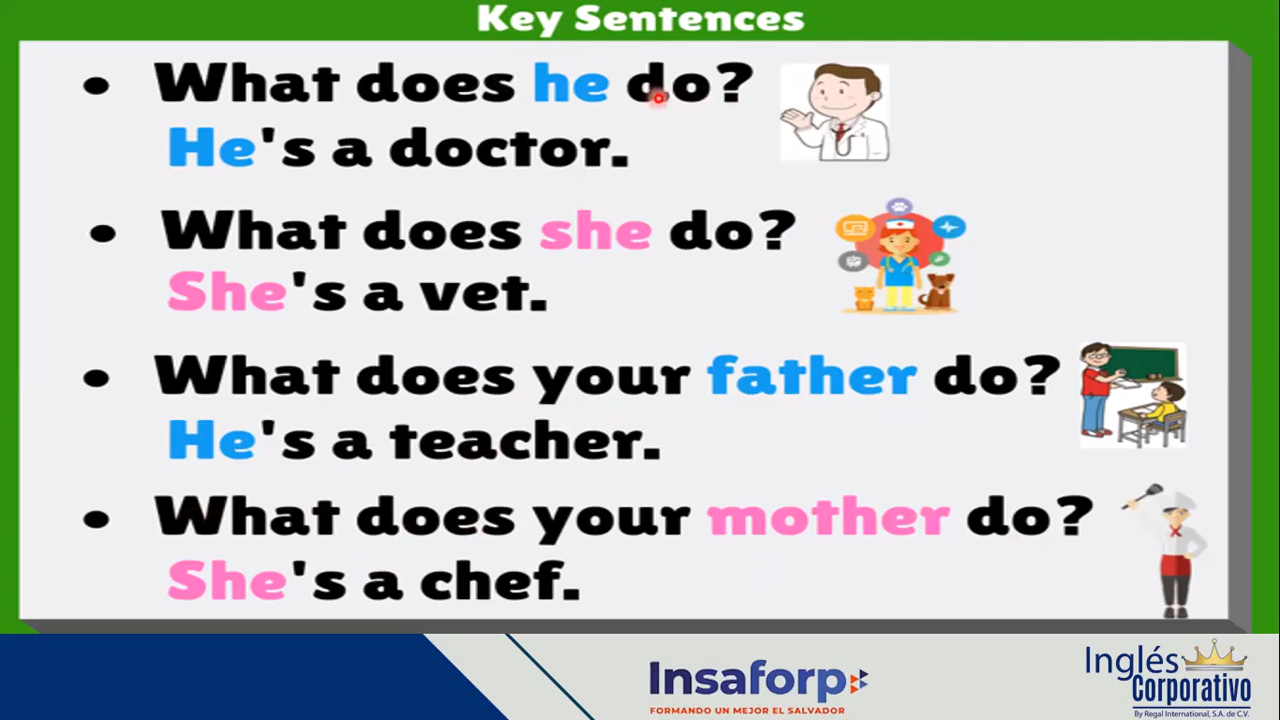 Key Sentences
• What does he do?
He's a doctor.
• What does she do?
She's a vet.
• What does your father do?
He's a teacher.
• What does your mother do?
She's a chef.
Insaforp
FORMANDO UN MEJOR EL SALVADOR
Inglés
Corporativo
By Regal International, S.A. de C.V.